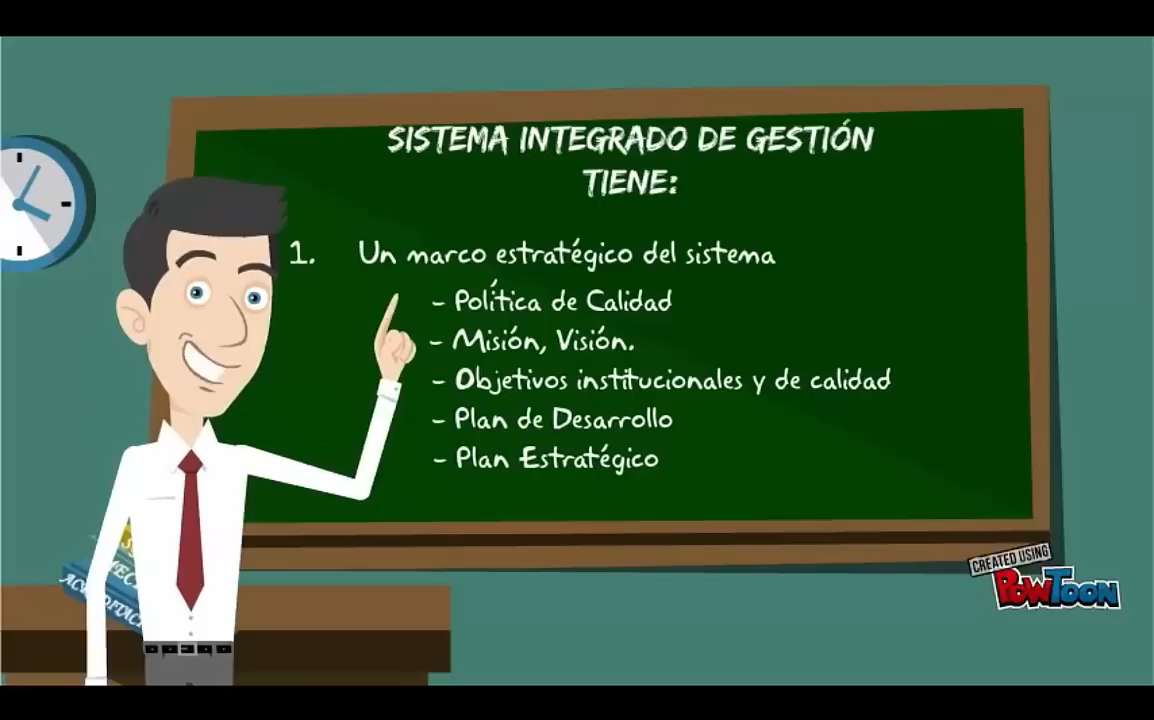 SISTEMA INTEGRADO DE GESTIÓN
TIENE:
1. Un marco estratégico del sistema
- Política de Calidad
- Misión, Visión.
- Objetivos institucionales y de calidad
- Plan de Desarrollo
- Plan Estratégico
CREATED USING
POWTOON